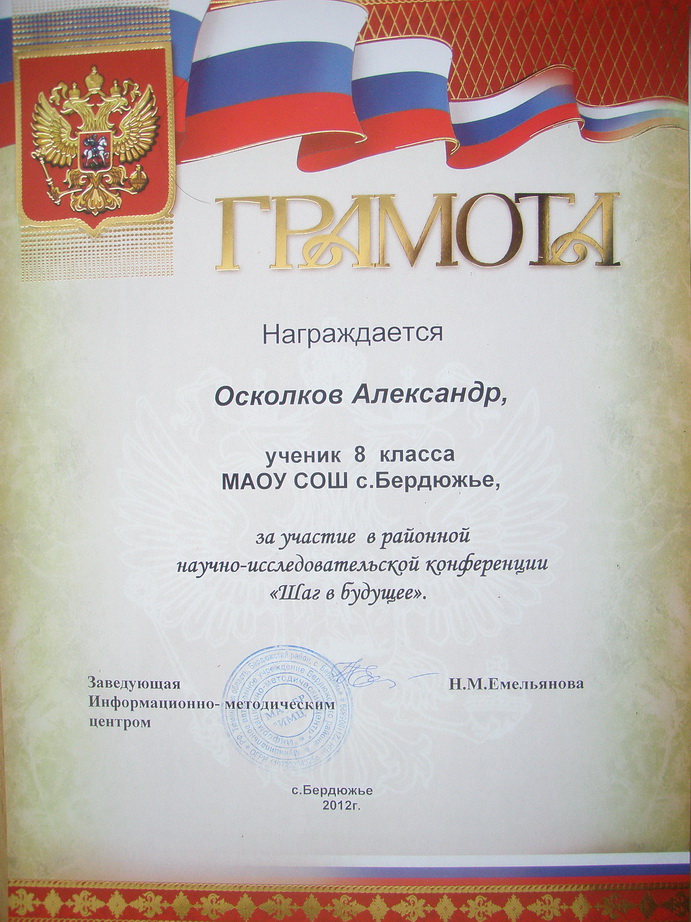 ГРАМОТА
Награждается
Осколков Александр,
ученик 8 класса
МАОУ СОШ с.Бердюжье,
за участие в районной
научно-исследовательской конференции
«Шаг в будущее».
Заведующая
Информационно- методическим
центром
Н.М.Емельянова
"ИМЦ"
с.Бердюжье
2012г.